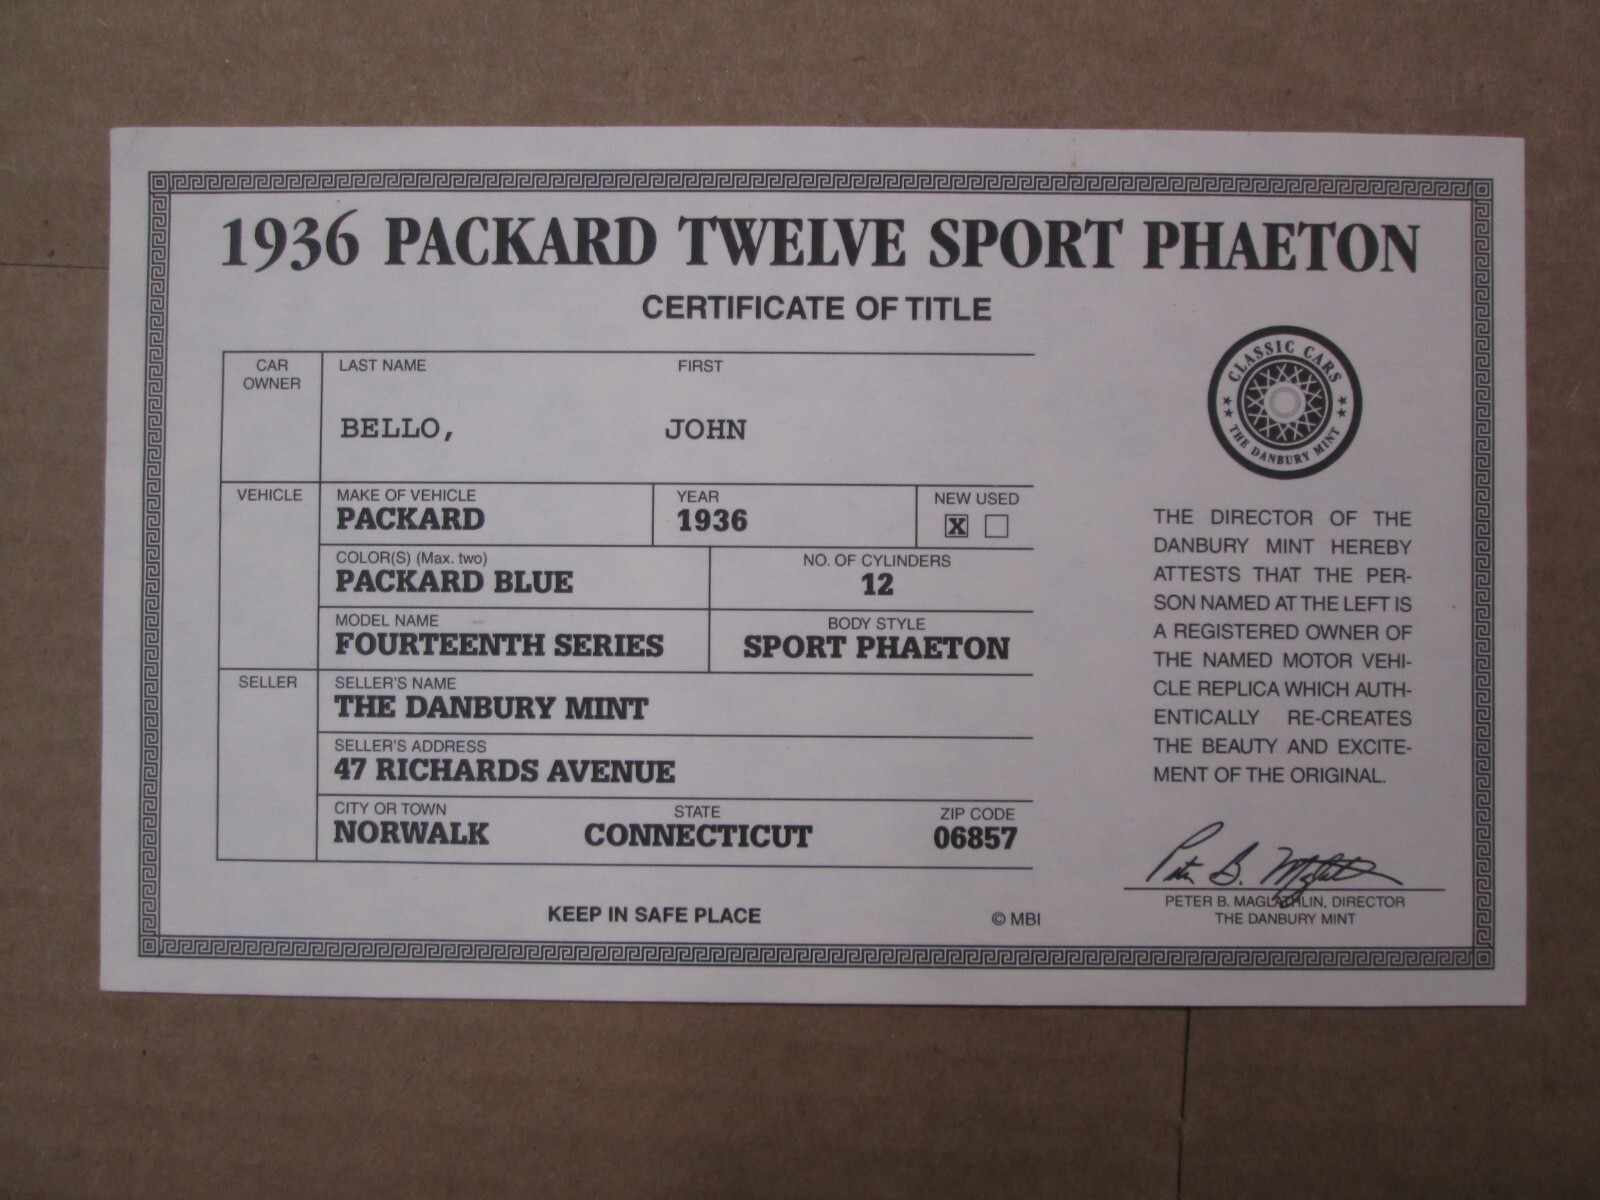 1936 PACKARD TWELVE SPORT PHAETON
CERTIFICATE OF TITLE
CAR OWNER
LAST NAME FIRST
BELLO, JOHN
VEHICLE
MAKE OF VEHICLE
PACKARD
YEAR
1936
NEW USED
X
COLOR(S) (Max. two)
PACKARD BLUE
NO. OF CYLINDERS
12
MODEL NAME
FOURTEENTH SERIES
BODY STYLE
SPORT PHAETON
SELLER
SELLER'S NAME
THE DANBURY MINT
SELLER'S ADDRESS
47 RICHARDS AVENUE
CITY OR TOWN
NORWALK
STATE
CONNECTICUT
ZIP CODE
06857
KEEP IN SAFE PLACE
© MBI
CLASSIC CARS
THE DANBURY MINT
THE DIRECTOR OF THE
DANBURY MINT HEREBY
ATTESTS THAT THE PER-
SON NAMED AT THE LEFT IS
A REGISTERED OWNER OF
THE NAMED MOTOR VEHI-
CLE REPLICA WHICH AUTH-
ENTICALLY RE-CREATES
THE BEAUTY AND EXCITE-
MENT OF THE ORIGINAL.
Peter B. Maglathlin
PETER B. MAGLATHLIN, DIRECTOR
THE DANBURY MINT